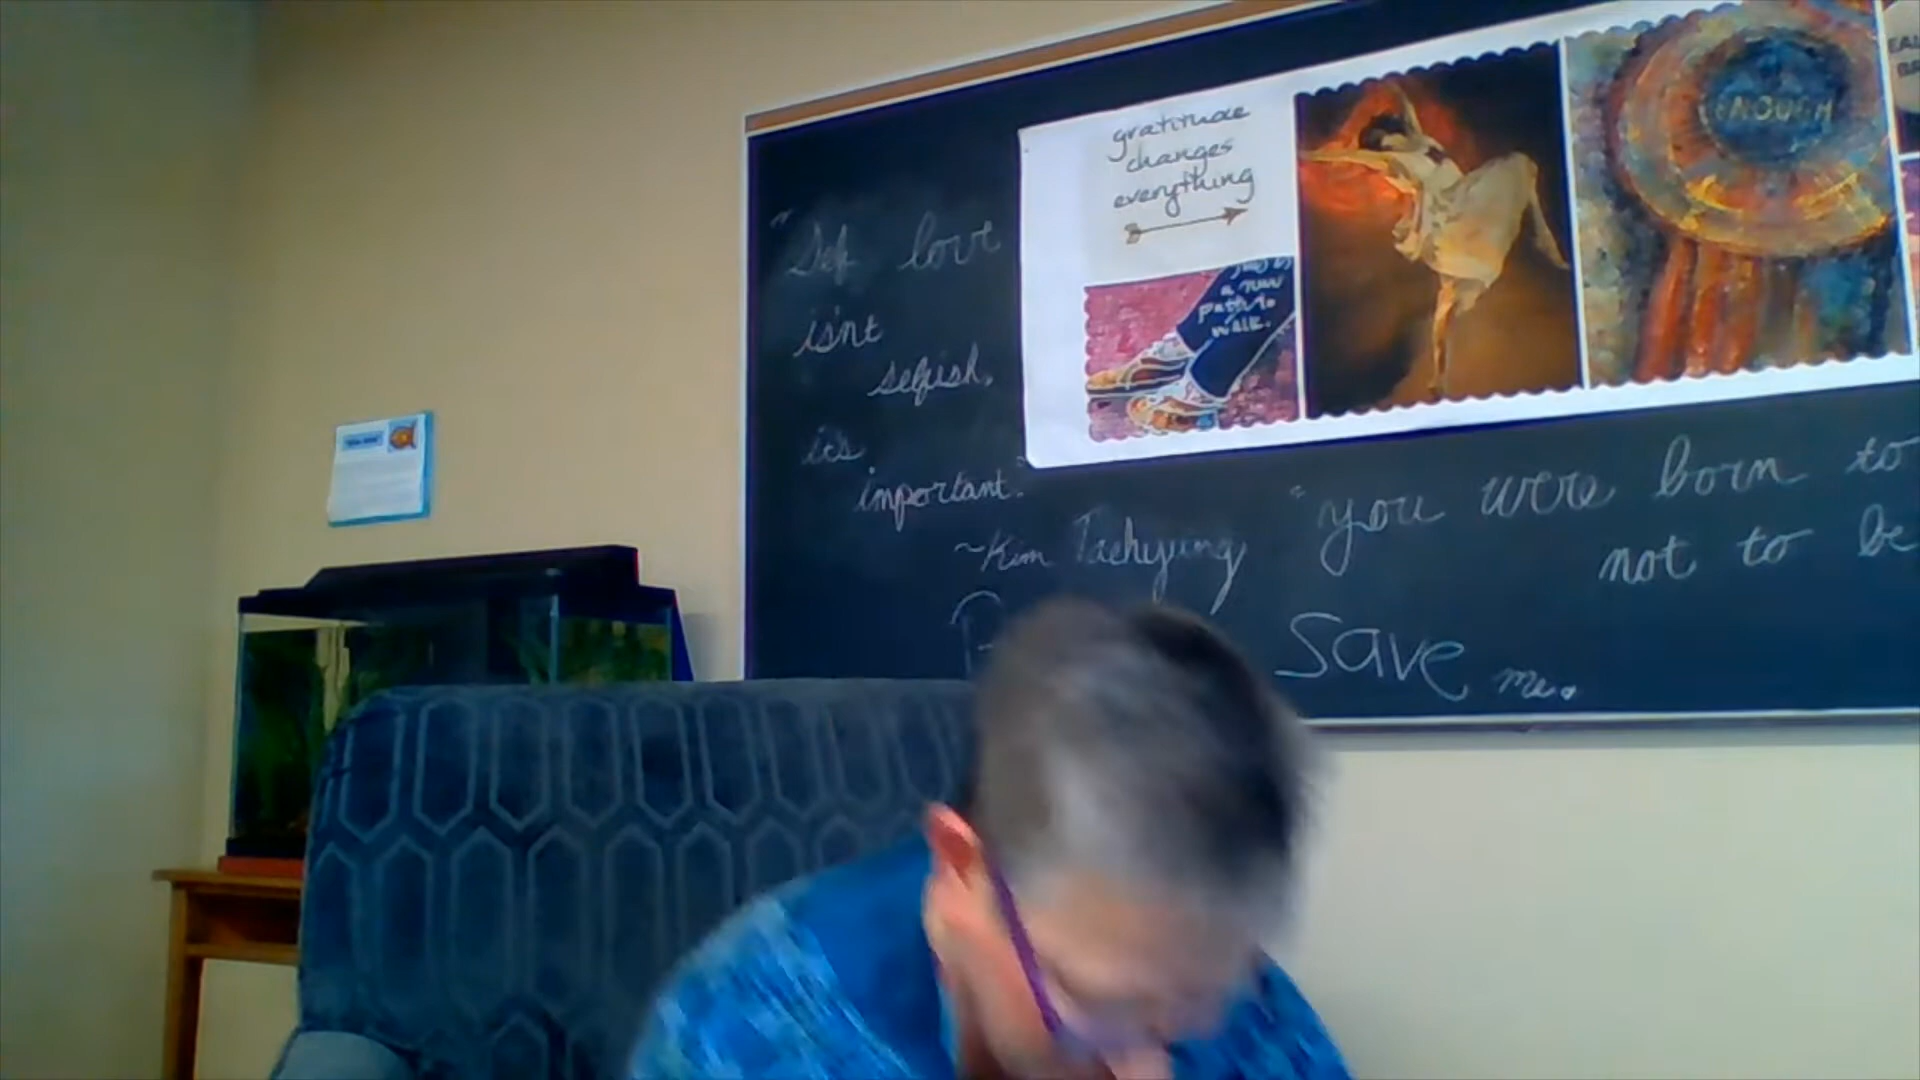 "Self love
isn't
selfish.
it's
important."
~Kim Taehyung
gratitude
changes
everything
a new
path to
walk.
ENOUGH
"you were born to
not to be
Save me.